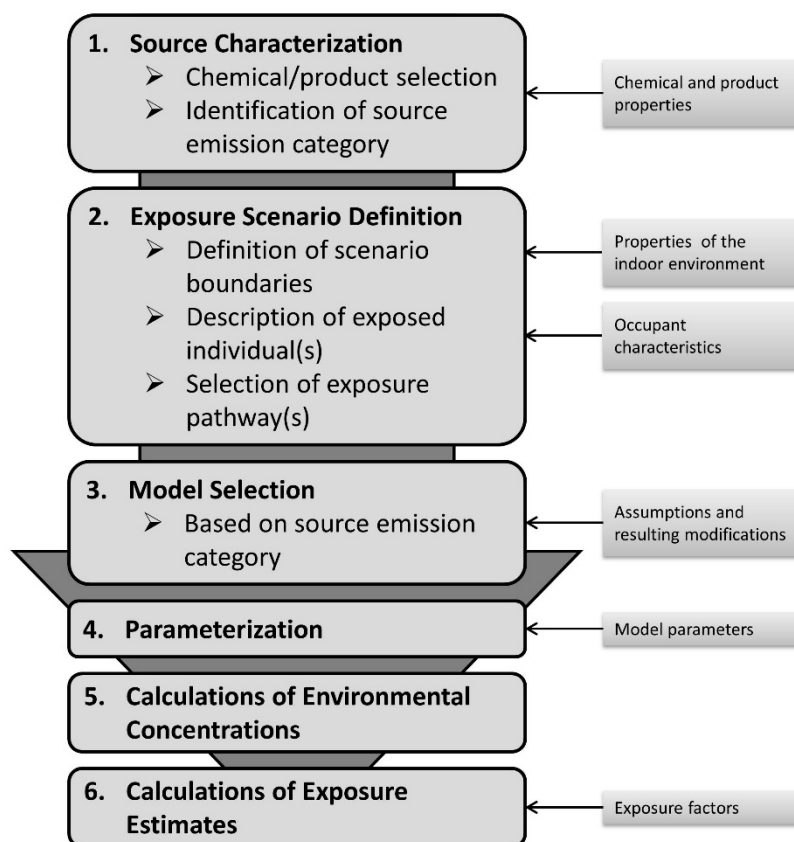 1. Source Characterization
➢ Chemical/product selection
➢ Identification of source
emission category
Chemical and product
properties
2. Exposure Scenario Definition
➢ Definition of scenario
boundaries
➢ Description of exposed
individual(s)
➢ Selection of exposure
pathway(s)
Properties of the
indoor environment
Occupant
characteristics
3. Model Selection
➢ Based on source emission
category
Assumptions and
resulting modifications
4. Parameterization
Model parameters
5. Calculations of Environmental
Concentrations
6. Calculations of Exposure
Estimates
Exposure factors